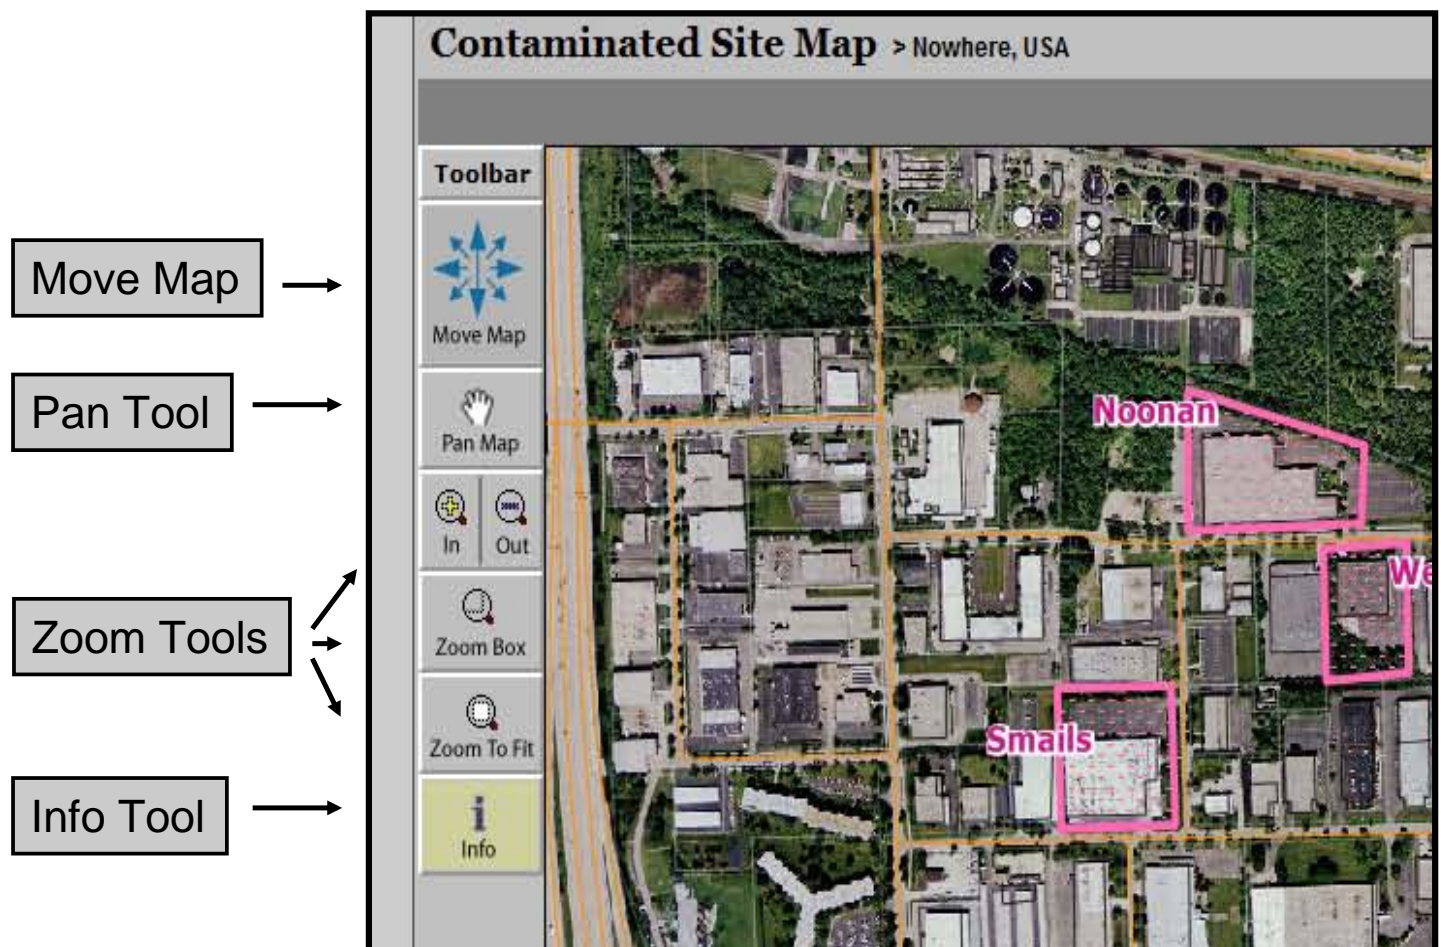 Contaminated Site Map > Nowhere, USA
Toolbar
Move Map
Move Map
Pan Tool
Pan Map
In
Out
Zoom Tools
Zoom Box
Zoom To Fit
Info Tool
i
Info
Noonan
We
Smails